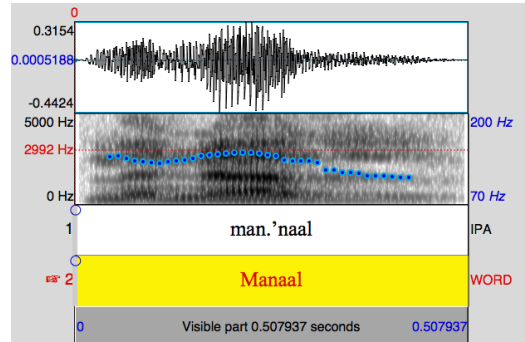 0
0.3154
0.0005188
-0.4424
5000 Hz 200 Hz
2992 Hz
0 Hz 70 Hz
1 man.'naal IPA
☞ 2 Manaal WORD
0 Visible part 0.507937 seconds 0.507937